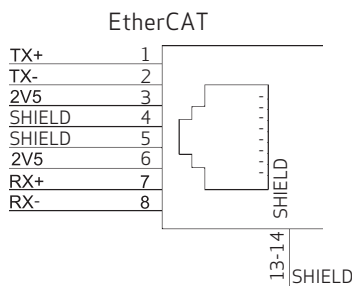 EtherCAT
TX+ 1
TX- 2
2V5 3
SHIELD 4
SHIELD 5
2V5 6
RX+ 7
RX- 8
SHIELD
13-14
SHIELD